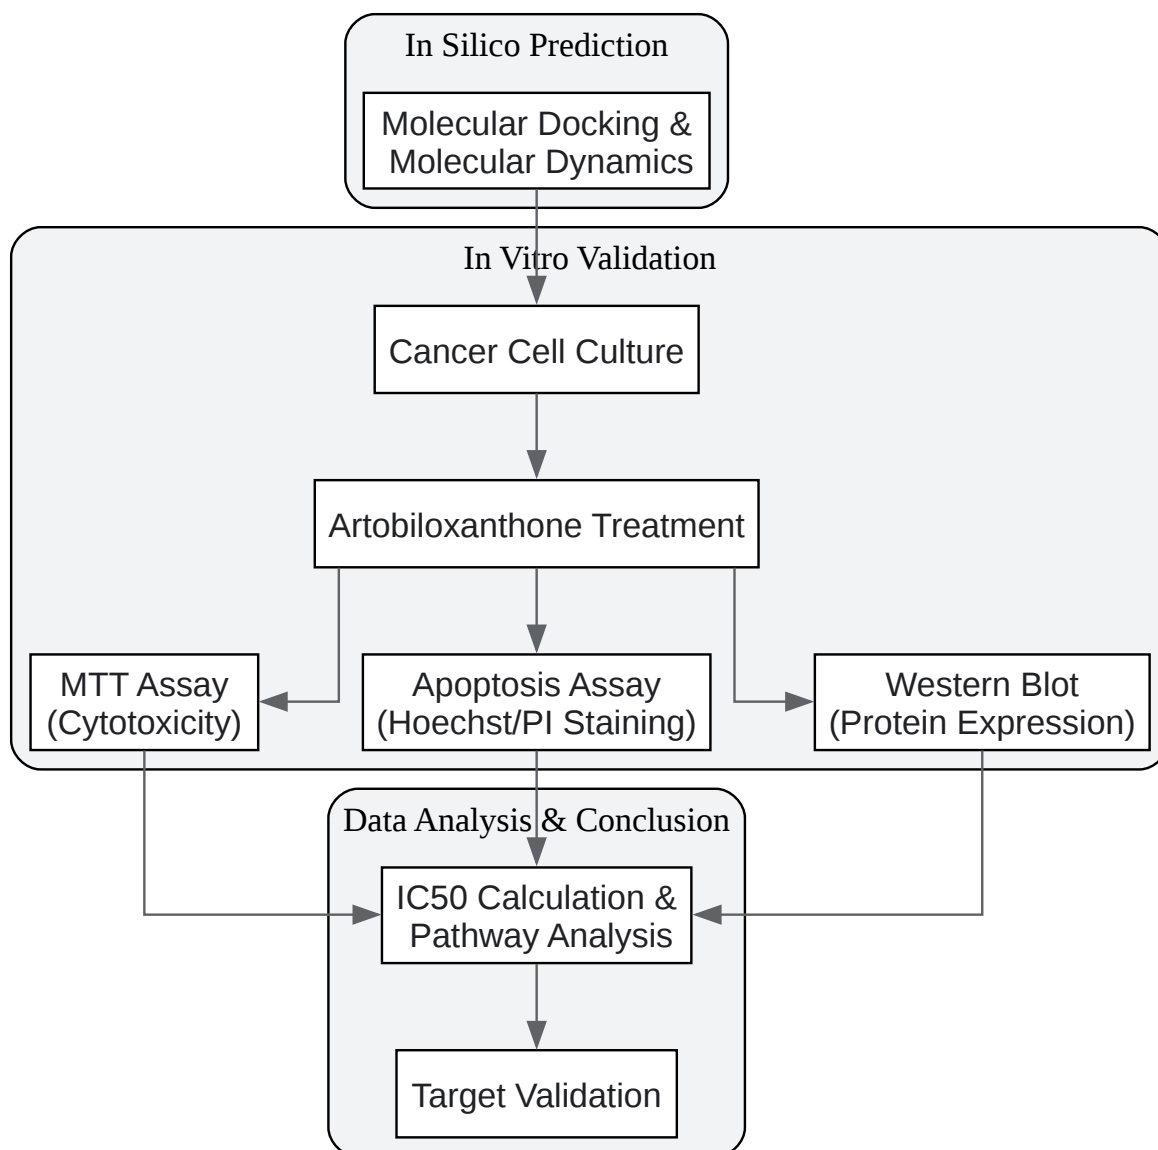 In Silico Prediction
Molecular Docking &
Molecular Dynamics
In Vitro Validation
Cancer Cell Culture
Artobiloxanthone Treatment
MTT Assay
(Cytotoxicity)
Apoptosis Assay
(Hoechst/PI Staining)
Western Blot
(Protein Expression)
Data Analysis & Conclusion
IC50 Calculation &
Pathway Analysis
Target Validation